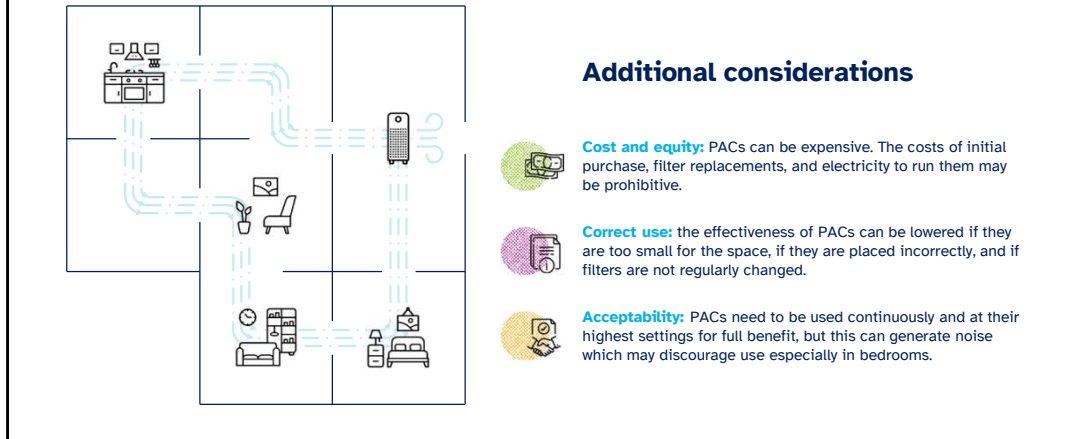 Additional considerations
Cost and equity: PACs can be expensive. The costs of initial
purchase, filter replacements, and electricity to run them may
be prohibitive.
Correct use: the effectiveness of PACs can be lowered if they
are too small for the space, if they are placed incorrectly, and if
filters are not regularly changed.
Acceptability: PACs need to be used continuously and at their
highest settings for full benefit, but this can generate noise
which may discourage use especially in bedrooms.